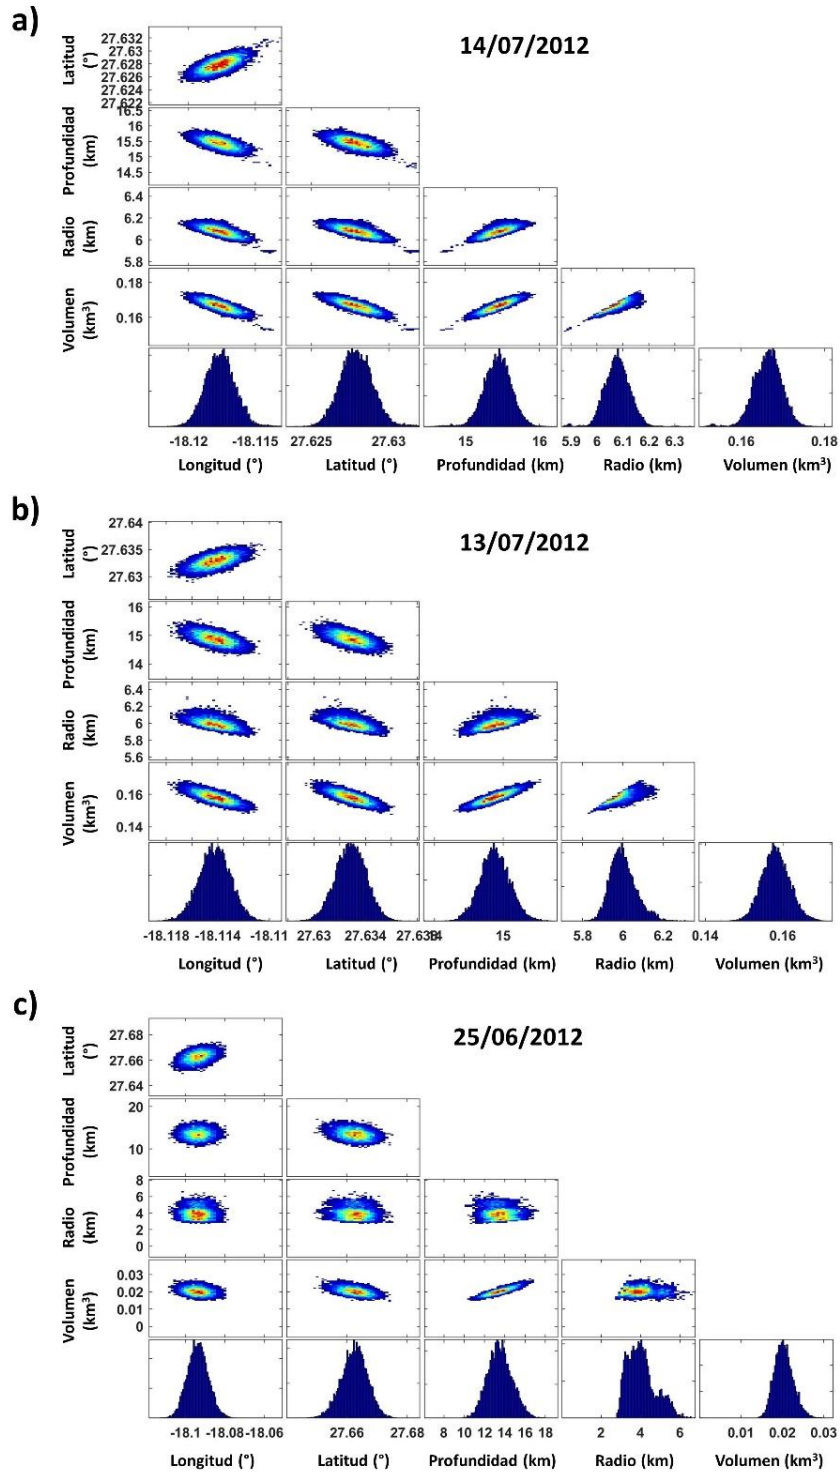 a)
14/07/2012
Latitud (°)
27.632
27.63
27.628
27.626
27.624
27.622
Profundidad (km)
16.5
16
15.5
15
14.5
Radio (km)
6.4
6.2
6
5.8
Volumen (km³)
0.18
0.16
-18.12 -18.115 27.625 27.63 15 16 5.9 6 6.1 6.2 6.3 0.16 0.18
Longitud (°) Latitud (°) Profundidad (km) Radio (km) Volumen (km³)
b)
13/07/2012
Latitud (°)
27.64
27.635
27.63
Profundidad (km)
16
15
14
Radio (km)
6.4
6.2
6
5.8
5.6
Volumen (km³)
0.16
0.14
-18.118 -18.114 -18.11 27.63 27.634 27.638 14 15 5.8 6 6.2 0.14 0.16
Longitud (°) Latitud (°) Profundidad (km) Radio (km) Volumen (km³)
c)
25/06/2012
Latitud (°)
27.68
27.66
27.64
Profundidad (km)
20
10
Radio (km)
8
6
4
2
0
Volumen (km³)
0.03
0.02
0.01
0
-18.1 -18.08 -18.06 27.66 27.68 8 10 12 14 16 18 2 4 6 0.01 0.02 0.03
Longitud (°) Latitud (°) Profundidad (km) Radio (km) Volumen (km³)